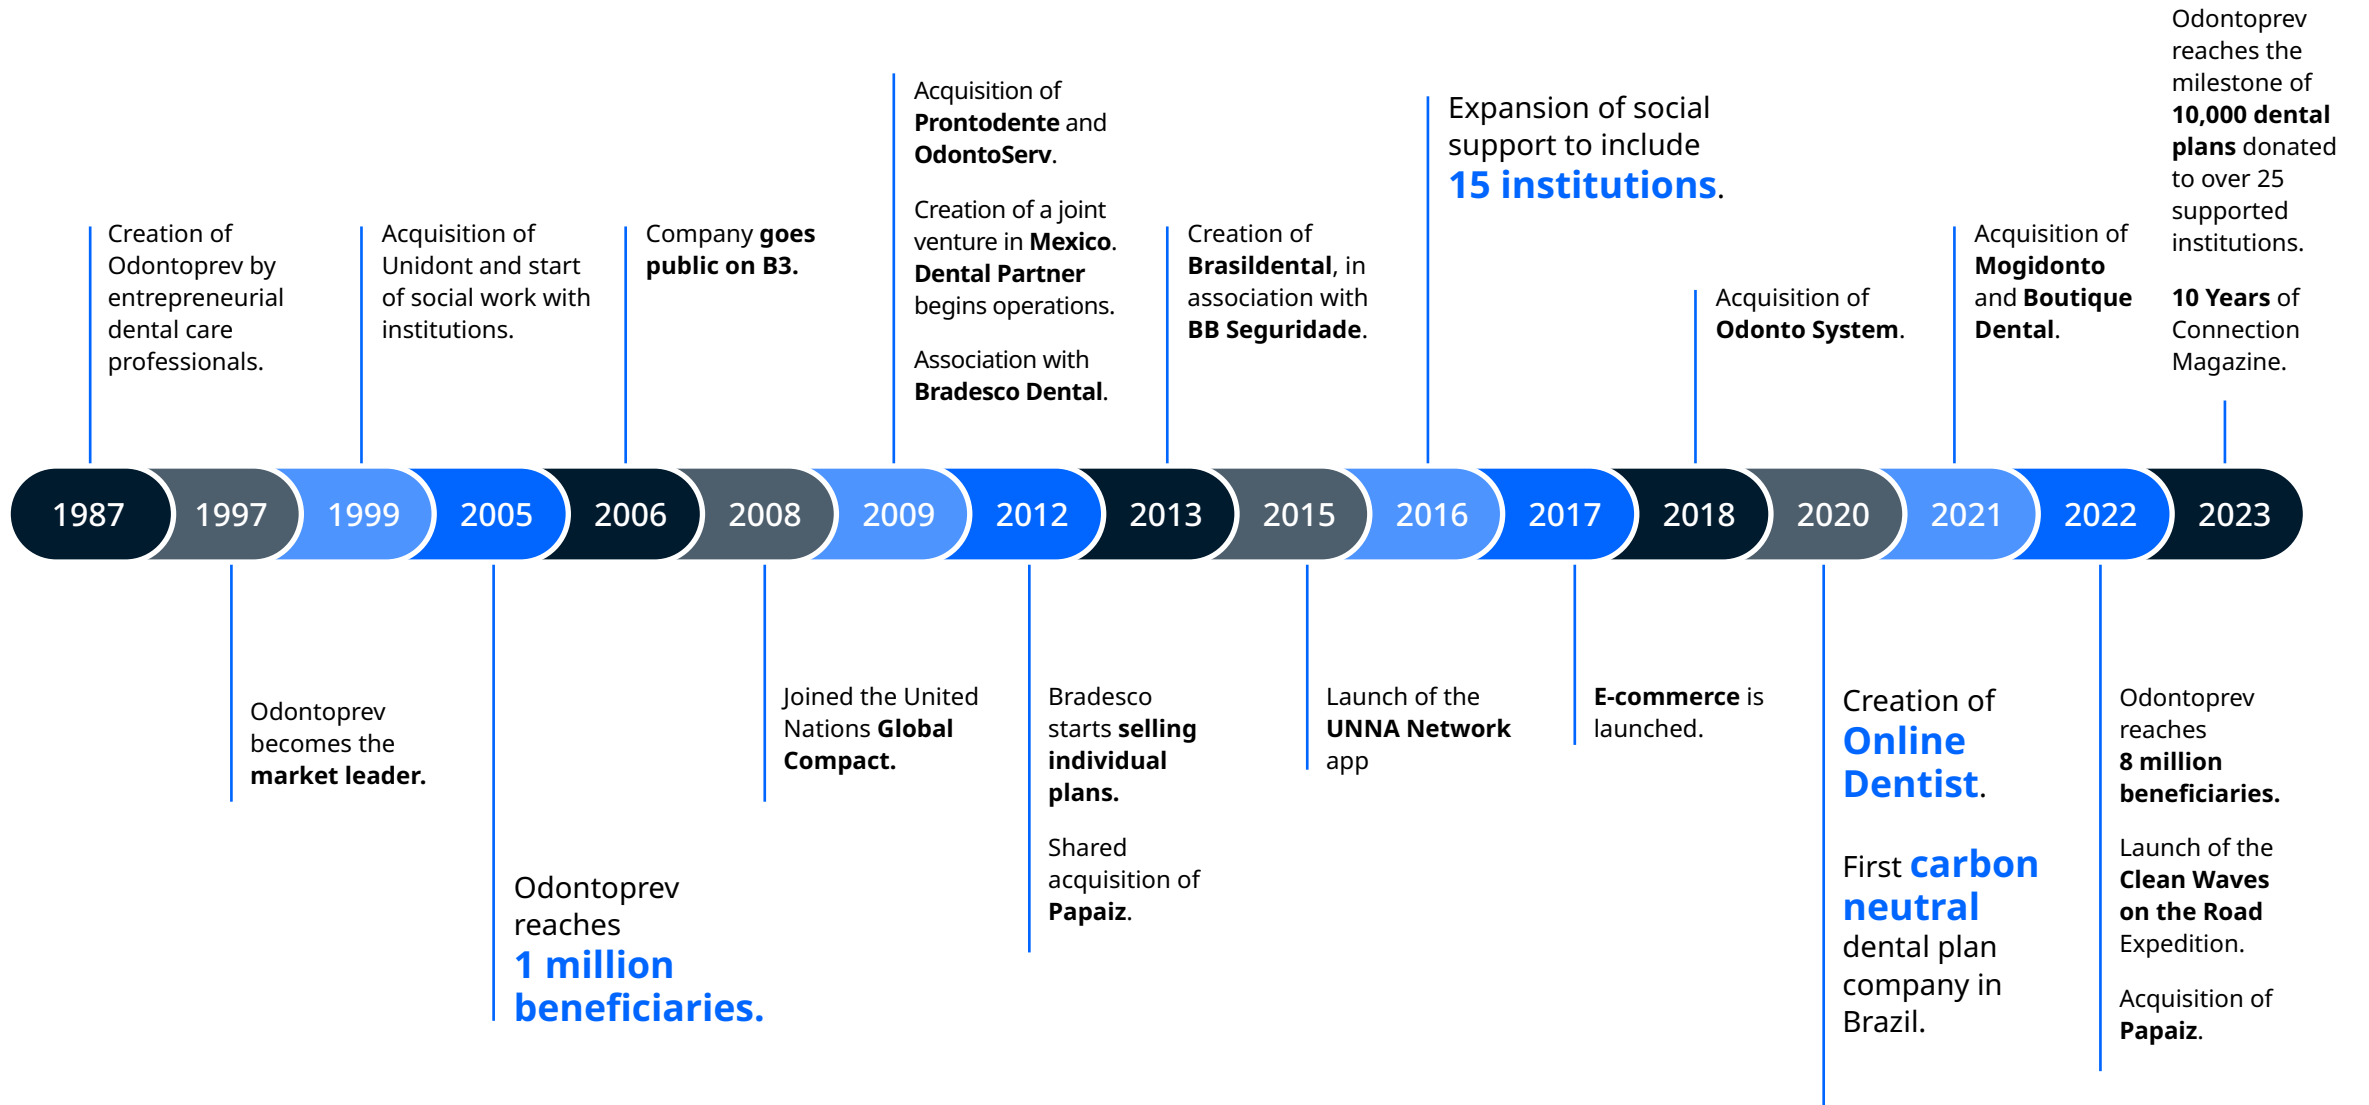 Creation of
Odontoprev by
entrepreneurial
dental care
professionals.
Acquisition of
Unidont and start
of social work with
institutions.
Company goes
public on B3.
Acquisition of
Prontodente and
OdontoServ.
Creation of a joint
venture in Mexico.
Dental Partner
begins operations.
Association with
Bradesco Dental.
Creation of
Brasildental, in
association with
BB Seguridade.
Expansion of social
support to include
15 institutions.
Acquisition of
Odonto System.
Acquisition of
Mogidonto
and Boutique
Dental.
Odontoprev
reaches the
milestone of
10,000 dental
plans donated
to over 25
supported
institutions.
10 Years of
Connection
Magazine.
1987 1997 1999 2005 2006 2008 2009 2012 2013 2015 2016 2017 2018 2020 2021 2022 2023
Odontoprev
becomes the
market leader.
Odontoprev
reaches
1 million
beneficiaries.
Joined the United
Nations Global
Compact.
Bradesco
starts selling
individual
plans.
Shared
acquisition of
Papaiz.
Launch of the
UNNA Network
app
E-commerce is
launched.
Creation of
Online
Dentist.
First carbon
neutral
dental plan
company in
Brazil.
Odontoprev
reaches
8 million
beneficiaries.
Launch of the
Clean Waves
on the Road
Expedition.
Acquisition of
Papaiz.